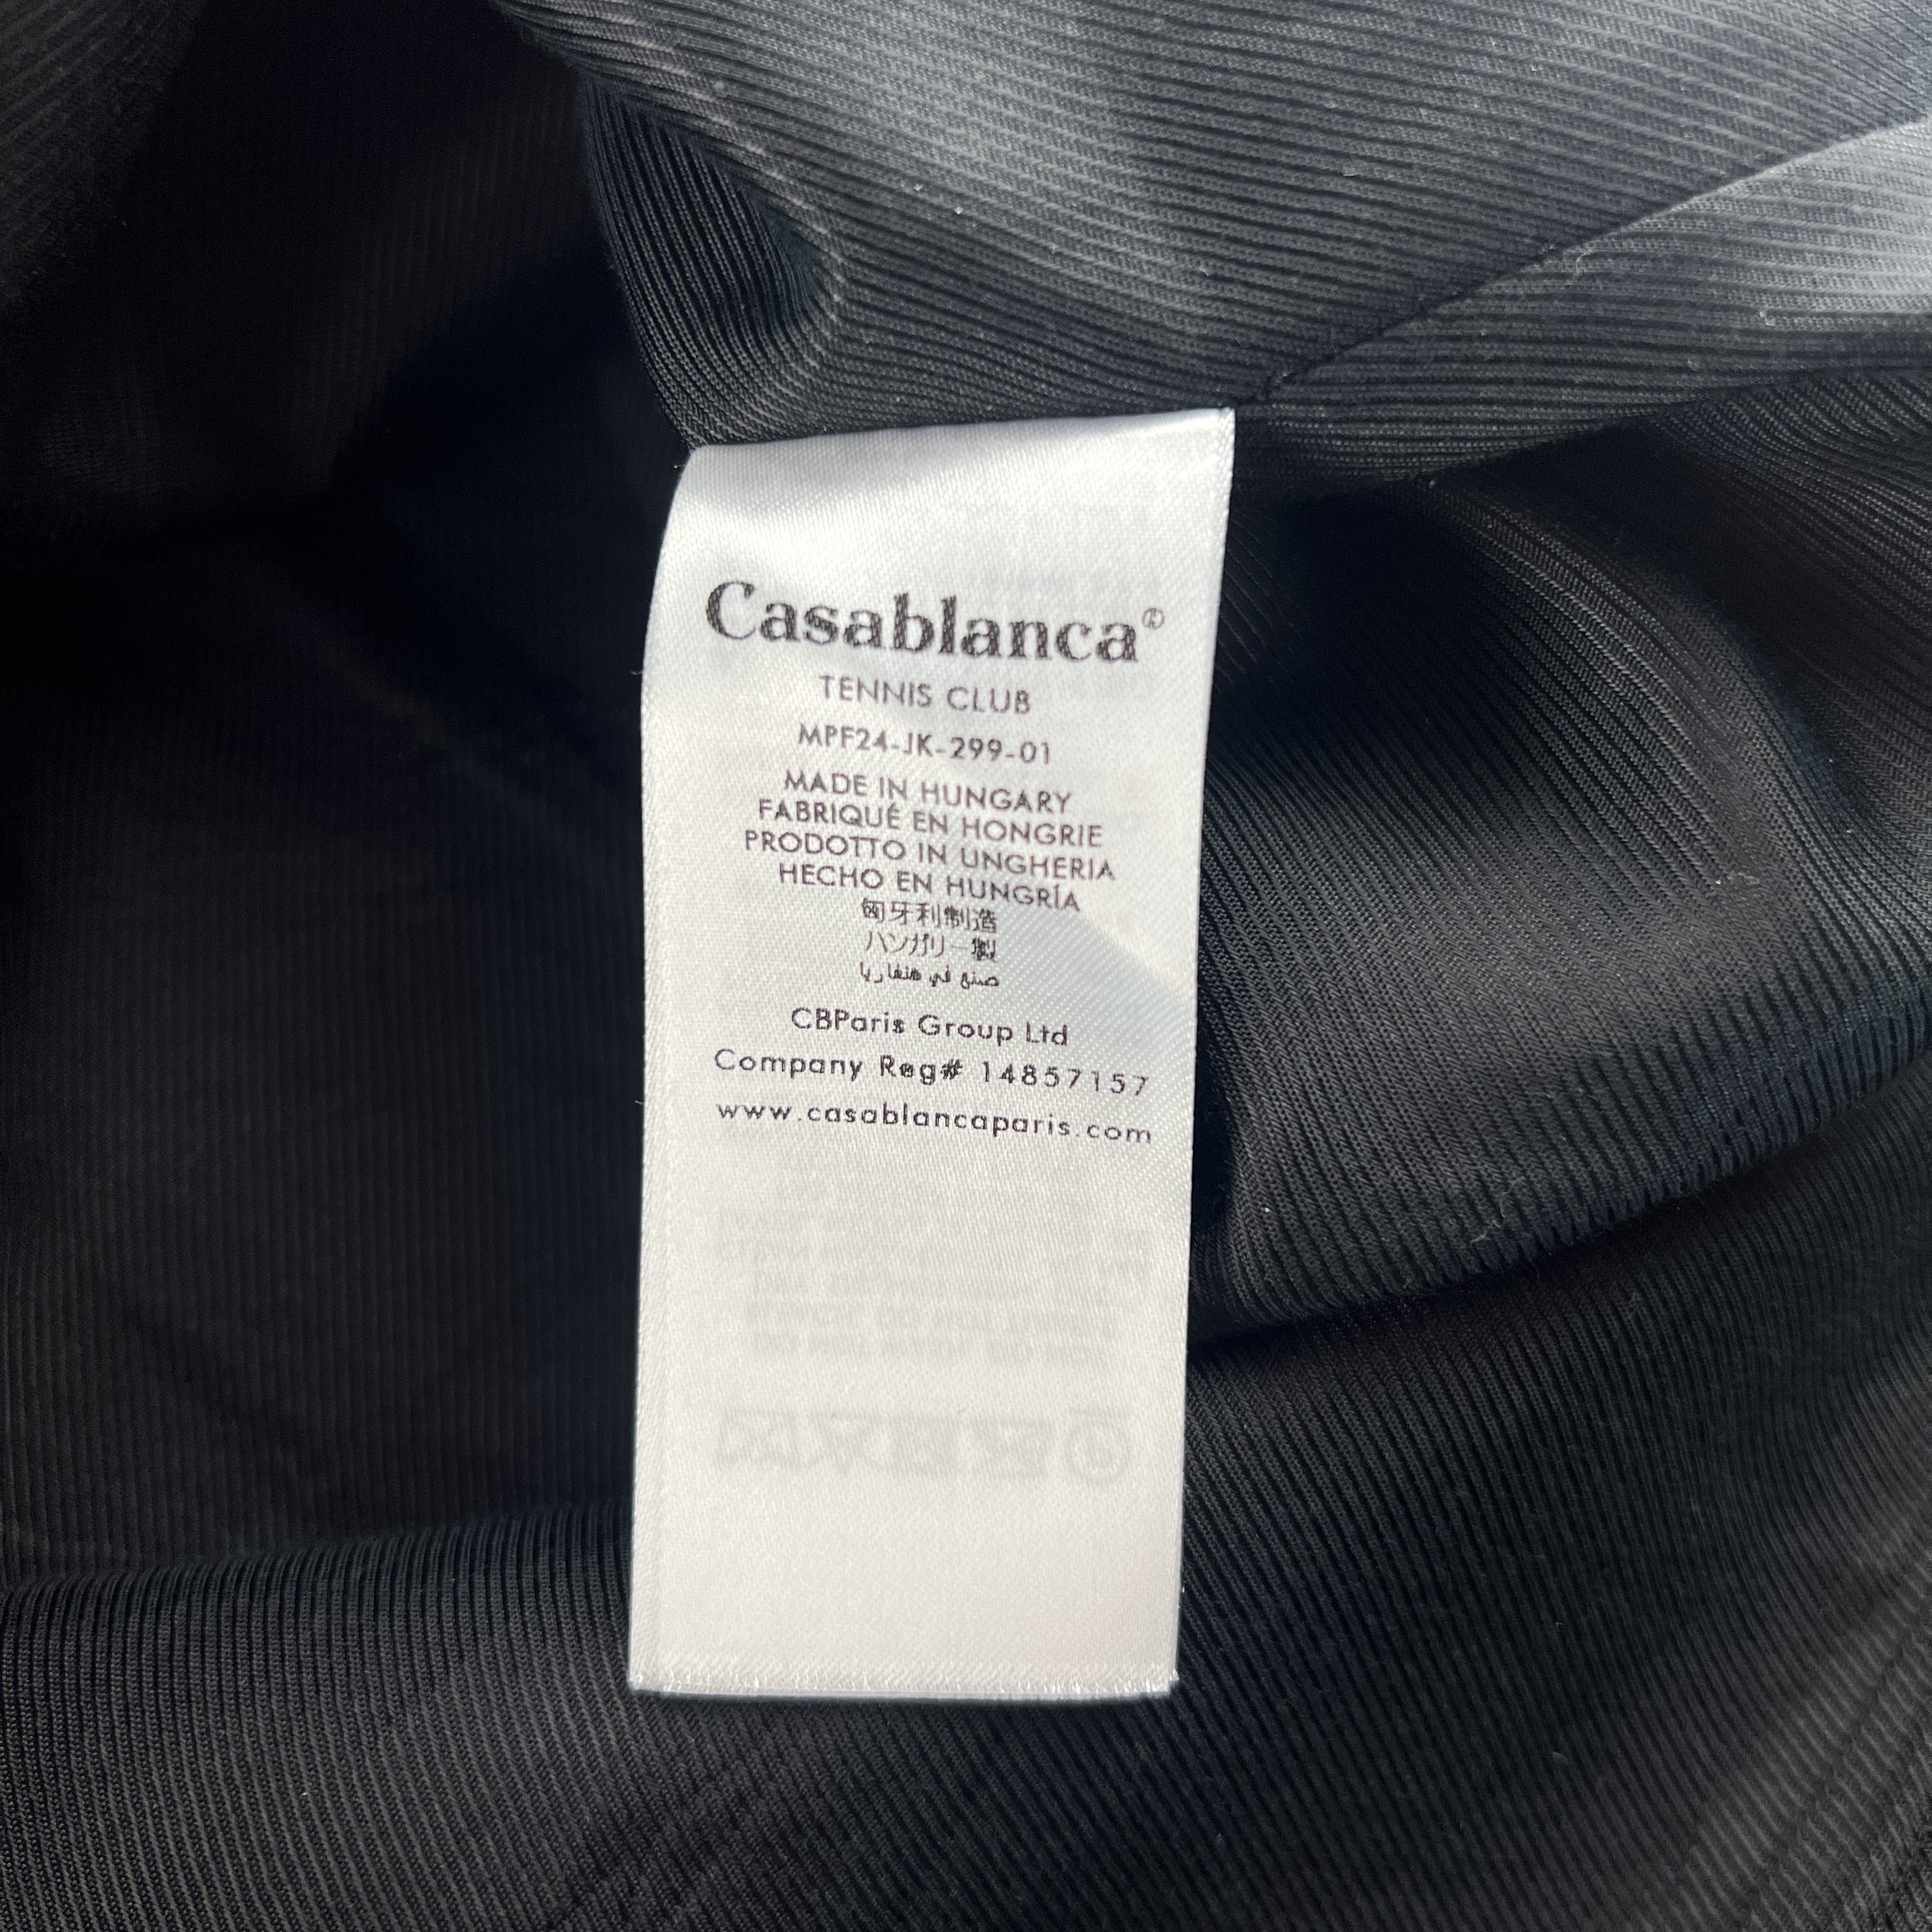 Casablanca®
TENNIS CLUB
MPF24-JK-299-01
MADE IN HUNGARY
FABRIQUÉ EN HONGRIE
PRODOTTO IN UNGHERIA
HECHO EN HUNGRÍA
匈牙利制造
ハンガリー製
صنع في هنغاريا
CBParis Group Ltd
Company Reg# 14857157
www.casablancaparis.com